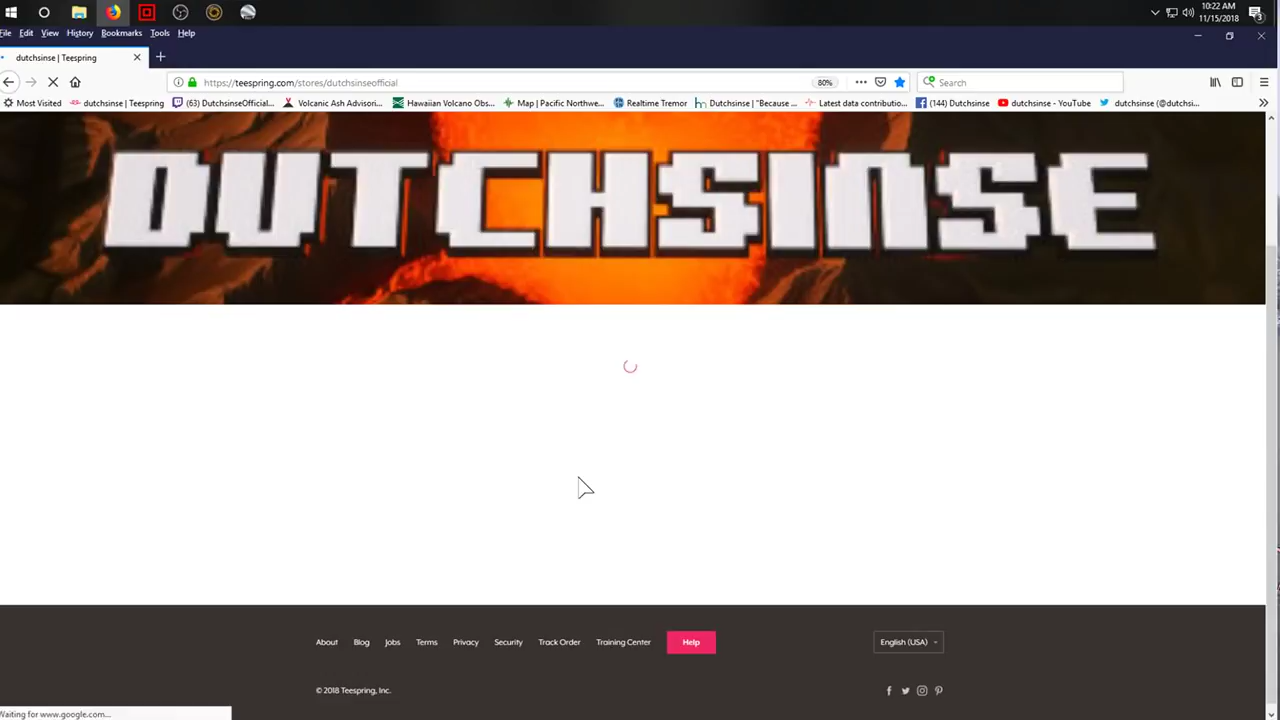 10:22 AM
11/15/2018
3
File Edit View History Bookmarks Tools Help
dutchsinse | Teespring
https://teespring.com/stores/dutchsinseofficial
80%
Search
Most Visited dutchsinse | Teespring (63) DutchsinseOfficial... Volcanic Ash Advisori... Hawaiian Volcano Obs... Map | Pacific Northwe... Realtime Tremor Dutchsinse | "Because ... Latest data contributio... (144) Dutchsinse dutchsinse - YouTube dutchsinse (@dutchsi...
DUTCHSINSE
About Blog Jobs Terms Privacy Security Track Order Training Center Help English (USA)
© 2018 Teespring, Inc.
Waiting for www.google.com...